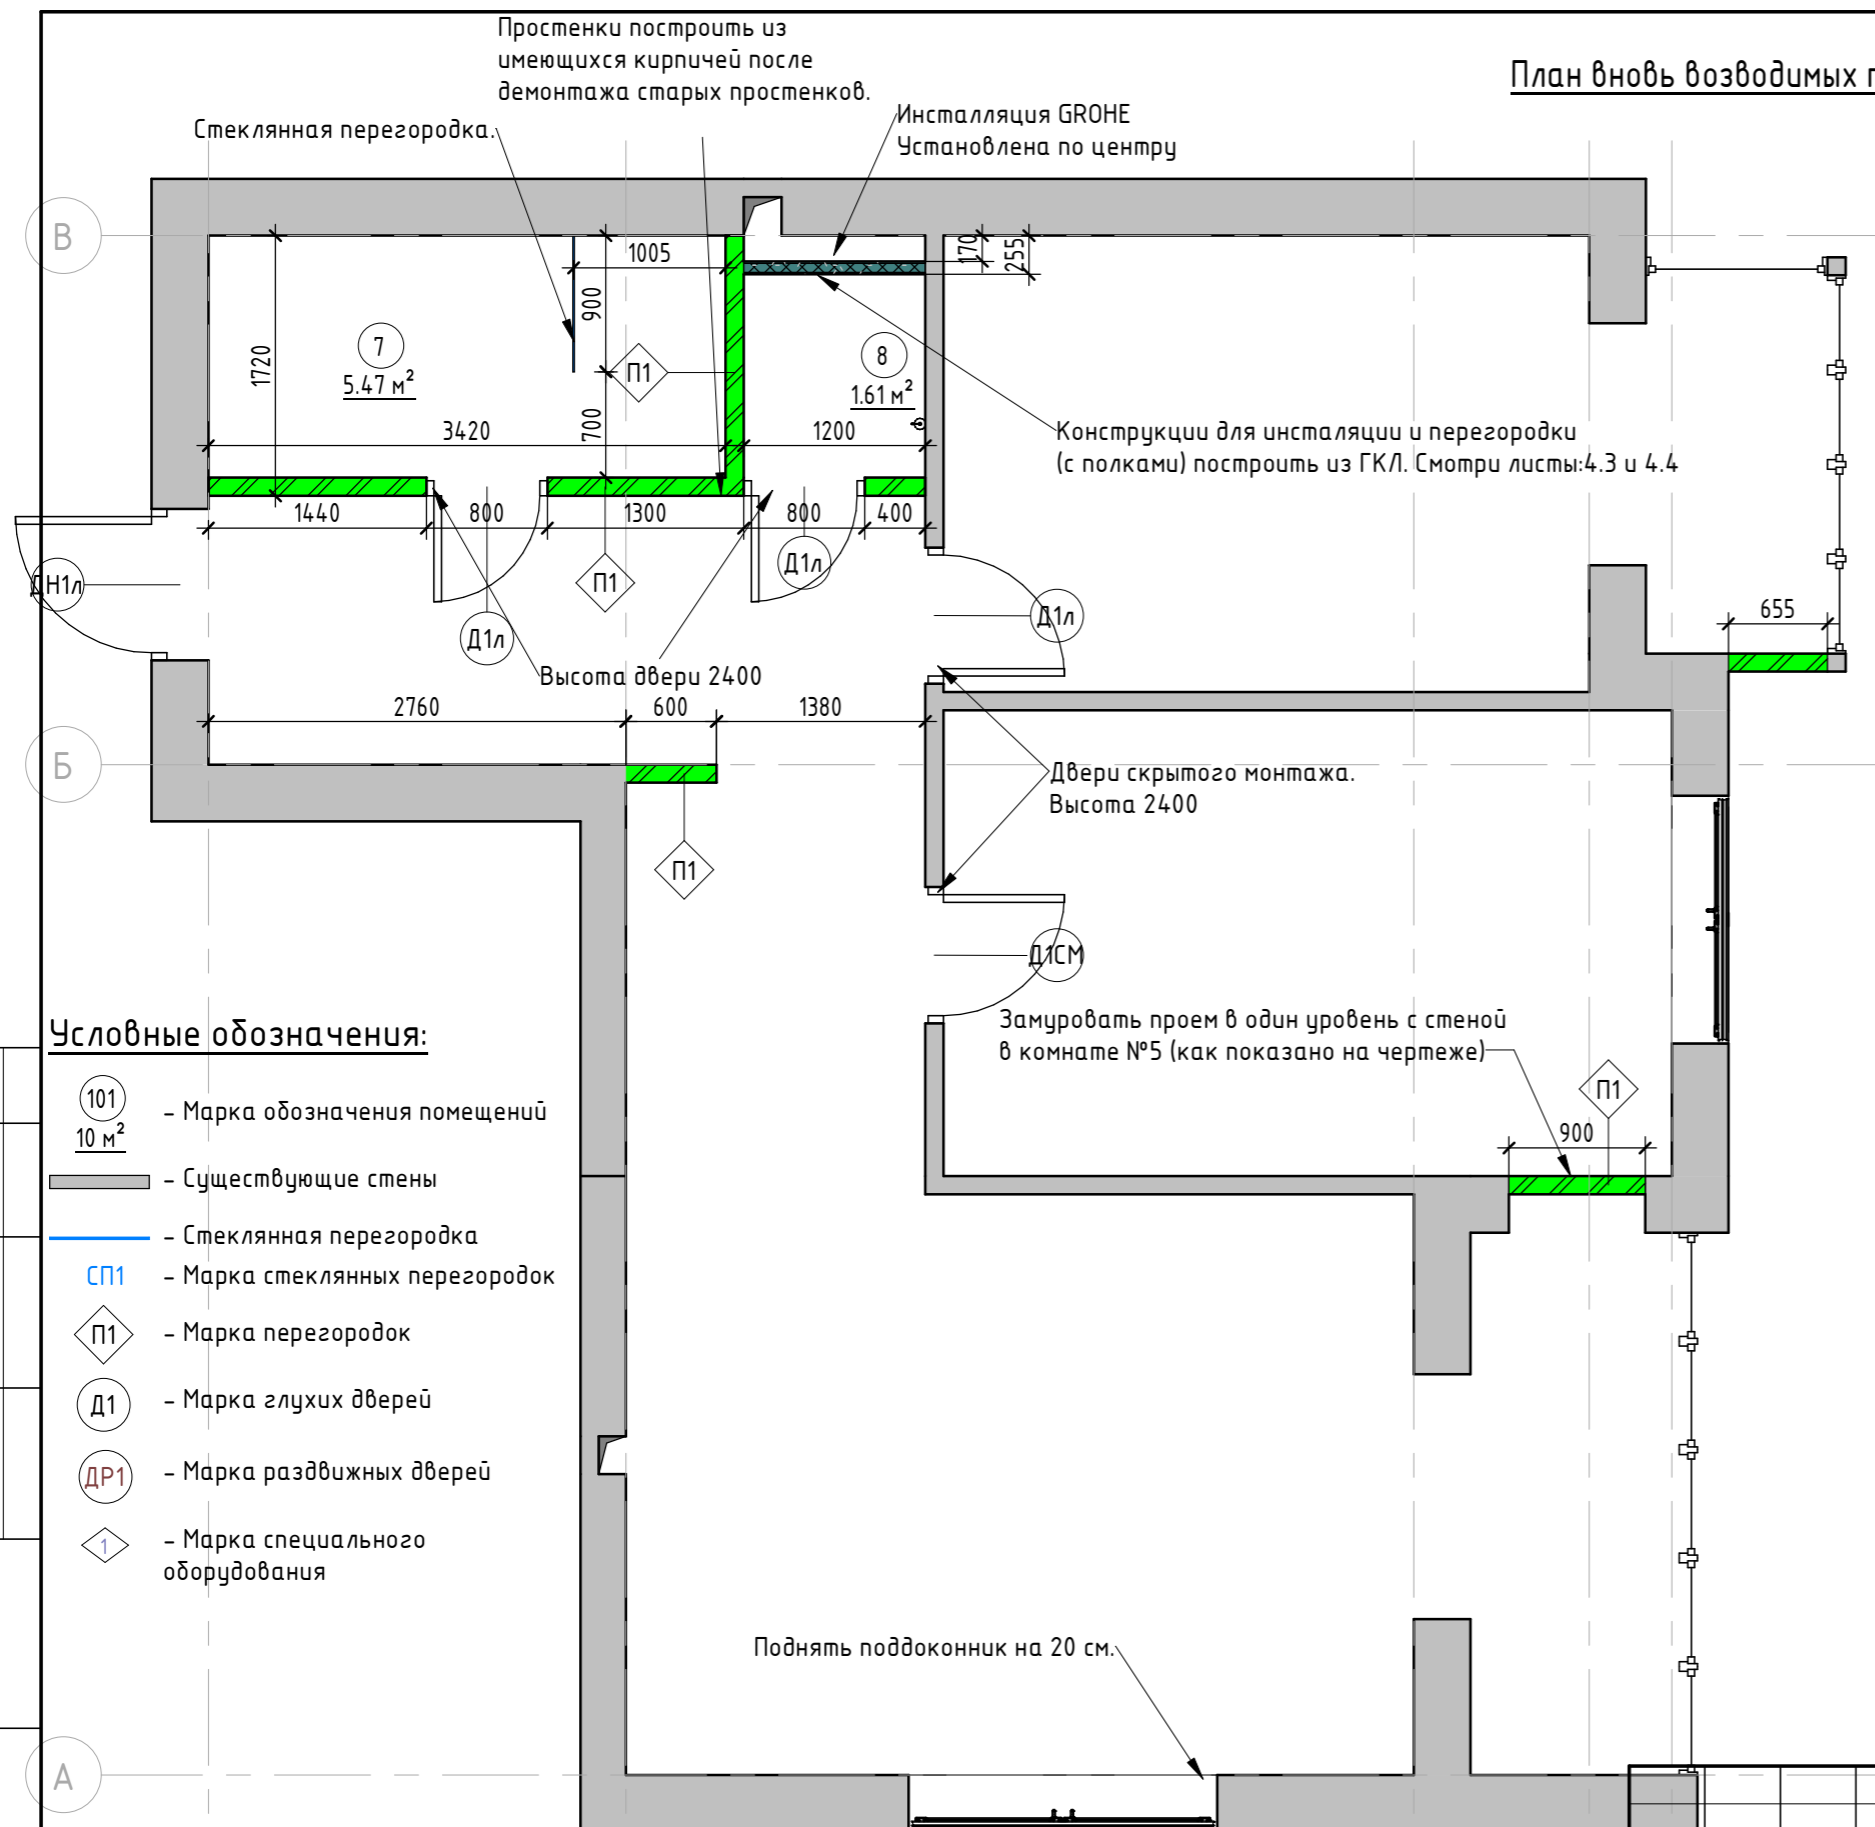 Простенки построить из
имеющихся кирпичей после
демонтажа старых простенков.
План вновь возводимых п
Стеклянная перегородка.
Инсталляция GROHE
Установлена по центру
В
1005
170
255
900
1720
7
5.47 м²
П1
8
1.61 м²
3420
700
1200
Конструкции для инсталяции и перегородки
(с полками) построить из ГКЛ. Смотри листы:4.3 и 4.4
1440
800
1300
800
400
ДН1л
П1
Д1л
Д1л
Д1л
655
Высота двери 2400
2760
600
1380
Б
Двери скрытого монтажа.
Высота 2400
П1
Д1СМ
Замуровать проем в один уровень с стеной
в комнате №5 (как показано на чертеже)
П1
900
Условные обозначения:
101
10 м²
- Марка обозначения помещений
- Существующие стены
- Стеклянная перегородка
СП1 - Марка стеклянных перегородок
П1 - Марка перегородок
Д1 - Марка глухих дверей
ДР1 - Марка раздвижных дверей
1 - Марка специального
оборудования
Поднять поддоконник на 20 см.
А